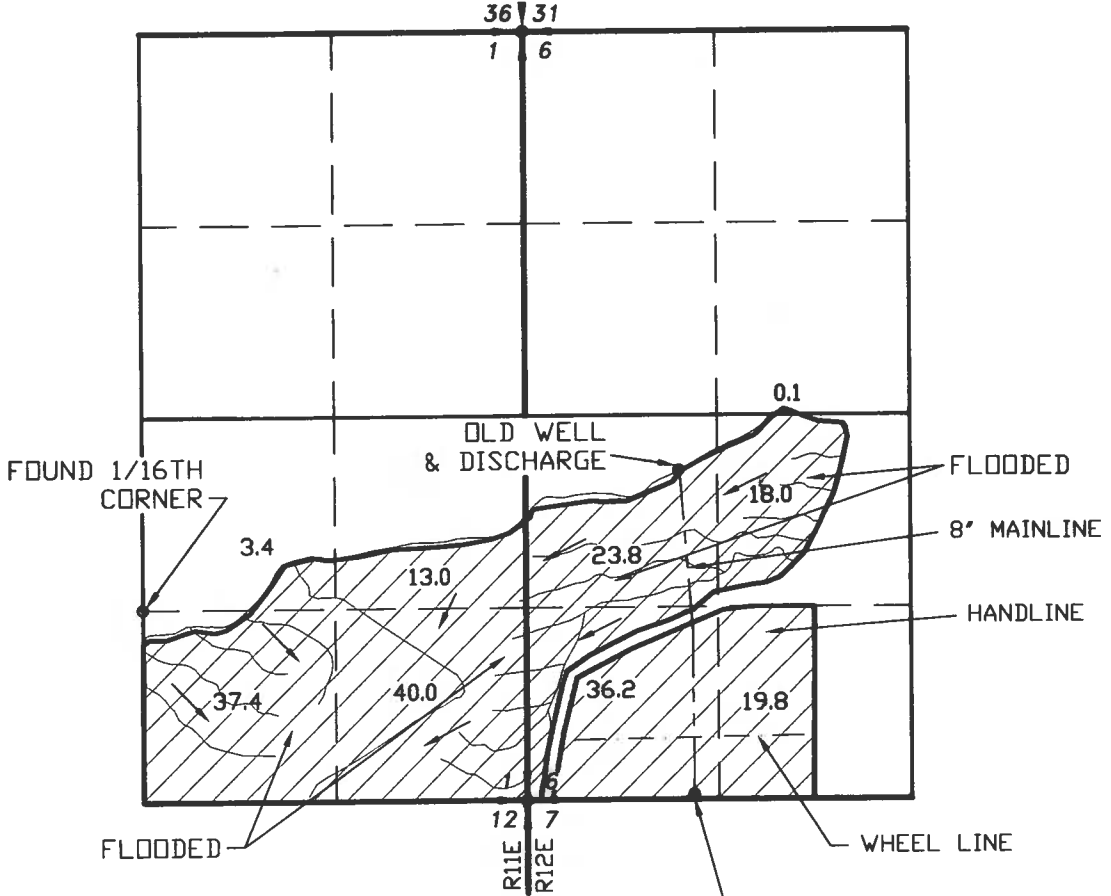 36 31
1 6
0.1
OLD WELL
& DISCHARGE
FOUND 1/16TH
CORNER
FLOODED
18.0
8" MAINLINE
3.4
23.8
13.0
HANDLINE
37.4
40.0
36.2
19.8
1 6
12 7
FLOODED
R11E
R12E
WHEEL LINE